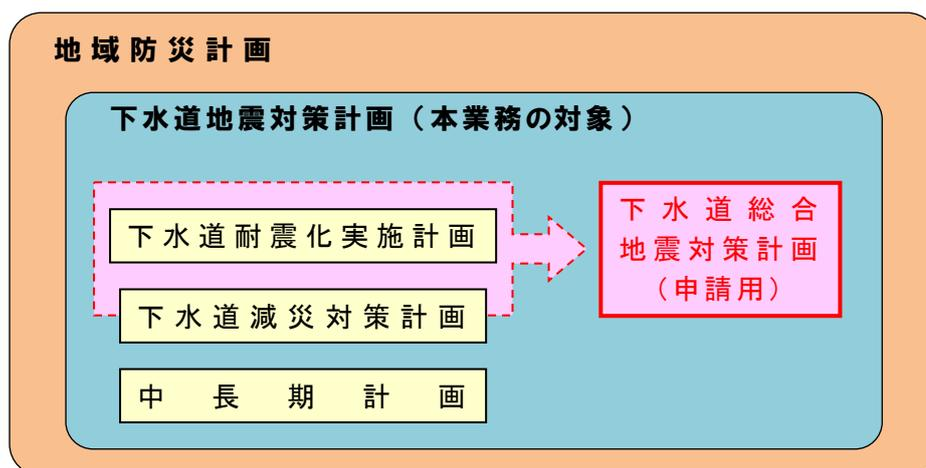 地域防災計画
下水道地震対策計画（本業務の対象）
下水道耐震化実施計画
下水道減災対策計画
中長期計画
下水道総合
地震対策計画
（申請用）